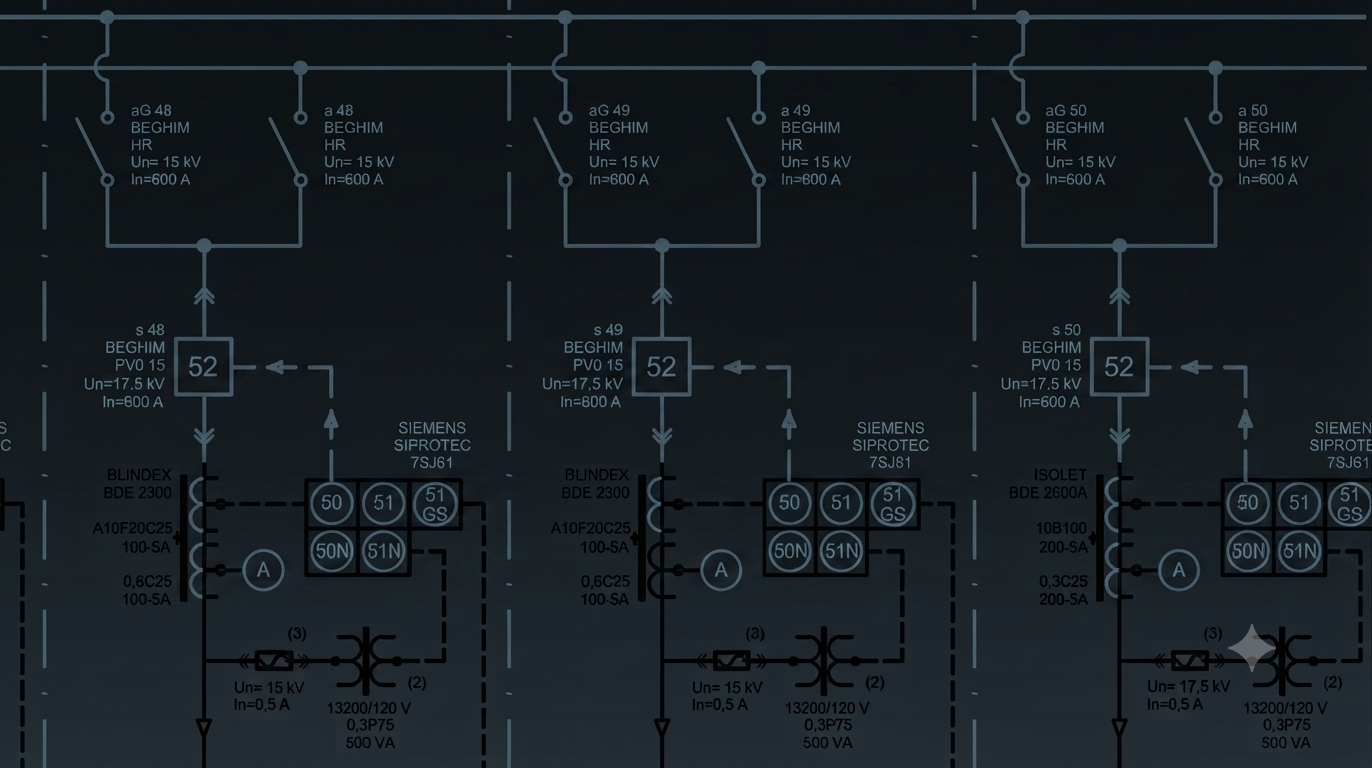 aG 48
BEGHIM
HR
Un= 15 kV
In=600 A
a 48
BEGHIM
HR
Un= 15 kV
In=600 A
aG 49
BEGHIM
HR
Un= 15 kV
In=600 A
a 49
BEGHIM
HR
Un= 15 kV
In=600 A
aG 50
BEGHIM
HR
Un= 15 kV
In=600 A
a 50
BEGHIM
HR
Un= 15 kV
In=600 A
s 48
BEGHIM
PV0 15
Un=17,5 kV
In=600 A
52
s 49
BEGHIM
PV0 15
Un=17,5 kV
In=800 A
52
s 50
BEGHIM
PV0 15
Un=17.5 kV
In=600 A
52
S
C
SIEMENS
SIPROTEC
7SJ61
SIEMENS
SIPROTEC
7SJ81
SIEMEN
SIPROTE
7SJ61
BLINDEX
BDE 2300
A10F20C25
100-5A
0,6C25
100-5A
50
51
51
GS
50N
51N
A
BLINDEX
BDE 2300
A10F20C25
100-5A
0,6C25
100-5A
50
51
51
GS
50N
51N
A
ISOLET
BDE 2600A
10B100
200-5A
0,3C25
200-5A
50
51
51
GS
50N
51N
A
(3)
Un= 15 kV
In=0,5 A
(2)
13200/120 V
0,3P75
500 VA
(3)
Un= 15 kV
In=0,5 A
(2)
13200/120 V
0,3P75
500 VA
(3)
Un= 17,5 kV
In=0,5 A
(2)
13200/120 V
0,3P75
500 VA